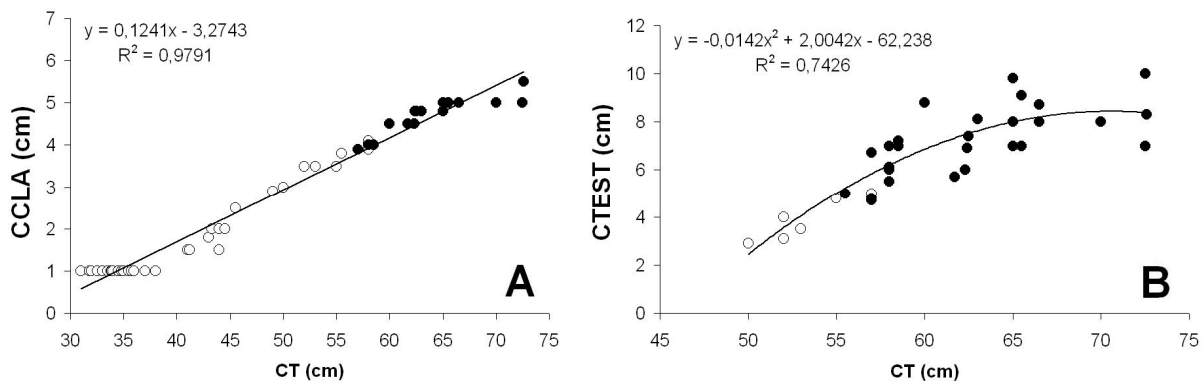 y = 0,1241x - 3,2743
R² = 0,9791
CCLA (cm)
7
6
5
4
3
2
1
0
30 35 40 45 50 55 60 65 70 75
CT (cm)
A
y = -0,0142x² + 2,0042x - 62,238
R² = 0,7426
CTEST (cm)
12
10
8
6
4
2
0
45 50 55 60 65 70 75
CT (cm)
B